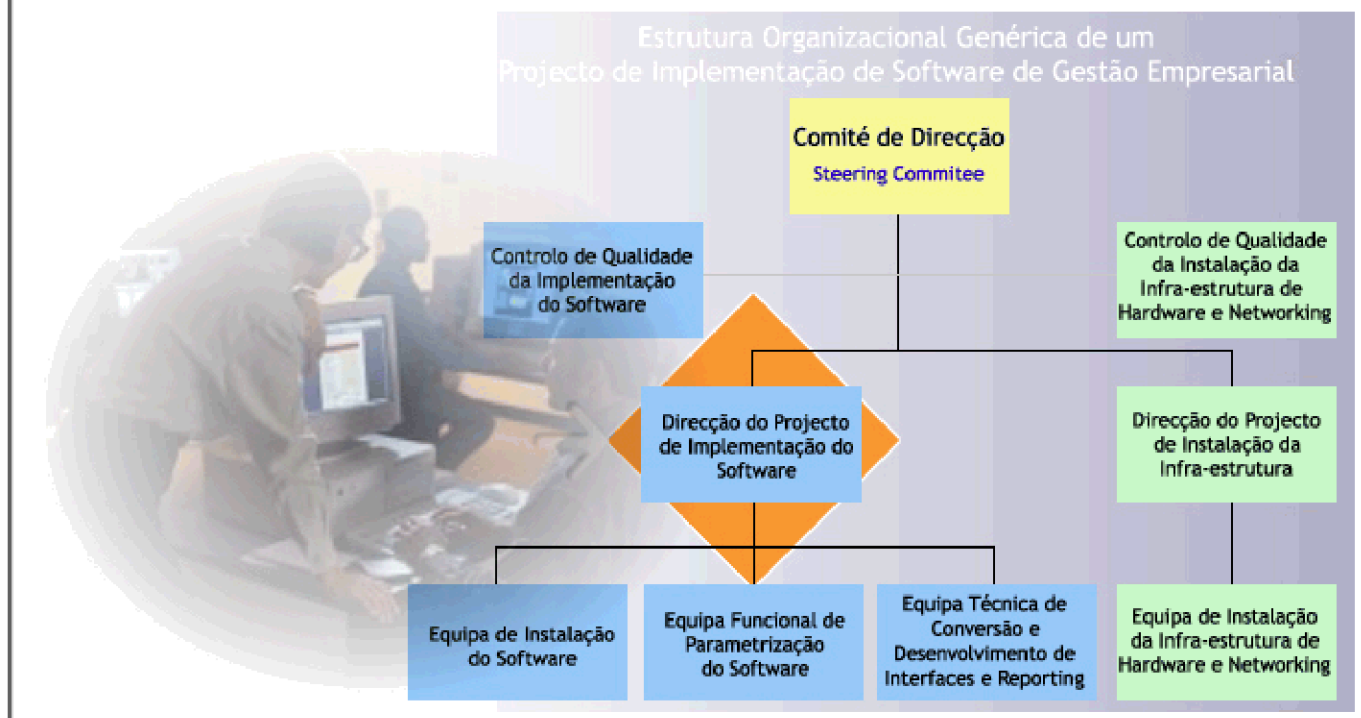 Estrutura Organizacional Genérica de um
Projecto de Implementação de Software de Gestão Empresarial
Comité de Direcção
Steering Commitee
Controlo de Qualidade
da Implementação
do Software
Controlo de Qualidade
da Instalação da
Infra-estrutura de
Hardware e Networking
Direcção do Projecto
de Implementação do
Software
Direcção do Projecto
de Instalação da
Infra-estrutura
Equipa de Instalação
do Software
Equipa Funcional de
Parametrização
do Software
Equipa Técnica de
Conversão e
Desenvolvimento de
Interfaces e Reporting
Equipa de Instalação
da Infra-estrutura de
Hardware e Networking